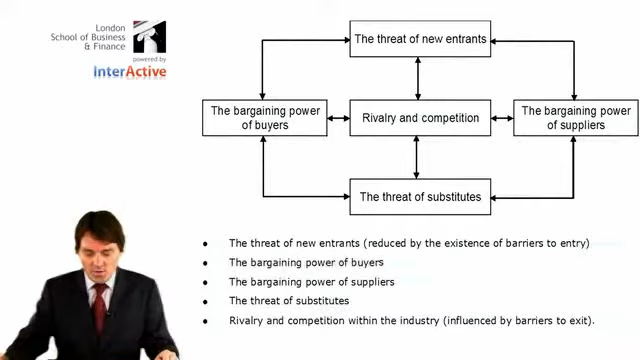 London
School of Business
& Finance
powered by
InterActive
The threat of new entrants
The bargaining power
of buyers
Rivalry and competition
The bargaining power
of suppliers
The threat of substitutes
• The threat of new entrants (reduced by the existence of barriers to entry)
• The bargaining power of buyers
• The bargaining power of suppliers
• The threat of substitutes
• Rivalry and competition within the industry (influenced by barriers to exit).